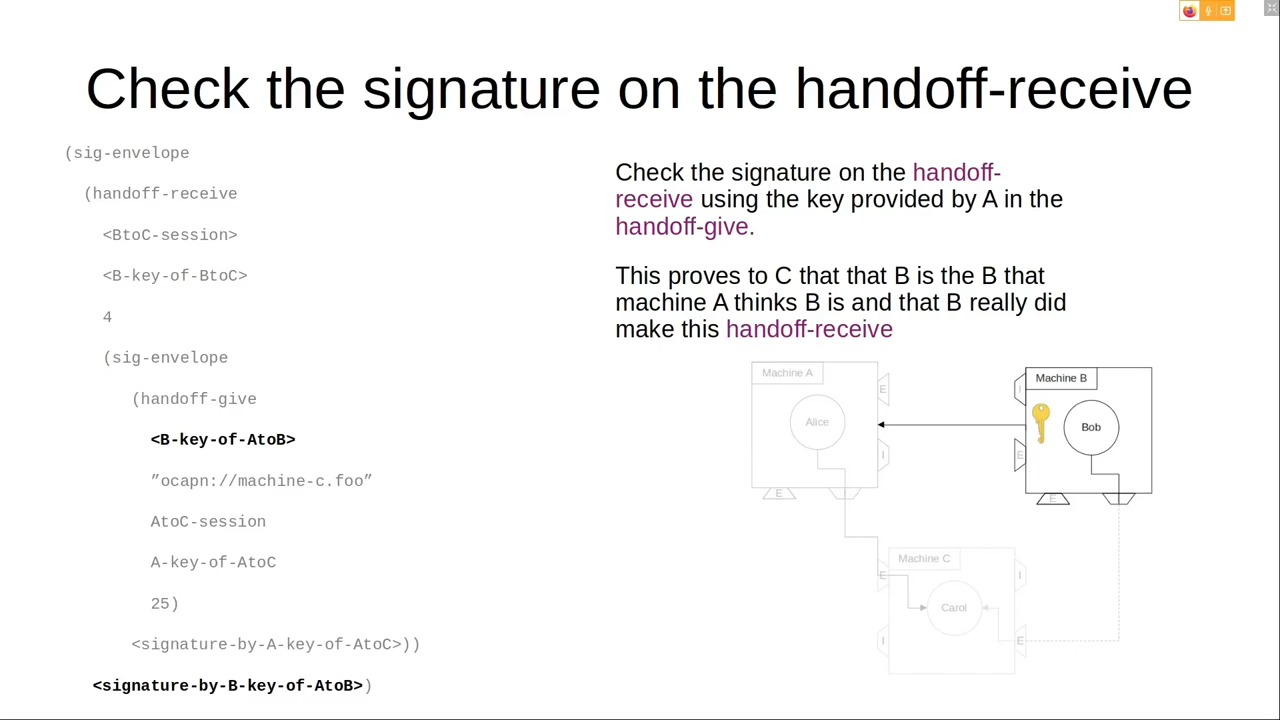 Check the signature on the handoff-receive
(sig-envelope
(handoff-receive
<BtoC-session>
<B-key-of-BtoC>
4
(sig-envelope
(handoff-give
<B-key-of-AtoB>
”ocapn://machine-c.foo”
AtoC-session
A-key-of-AtoC
25)
<signature-by-A-key-of-AtoC>))
<signature-by-B-key-of-AtoB>)
Check the signature on the handoff-
receive using the key provided by A in the
handoff-give.
This proves to C that that B is the B that
machine A thinks B is and that B really did
make this handoff-receive
Machine A
E
Alice
I
E
Machine B
I
Bob
E
E
Machine C
E
I
Carol
I
E